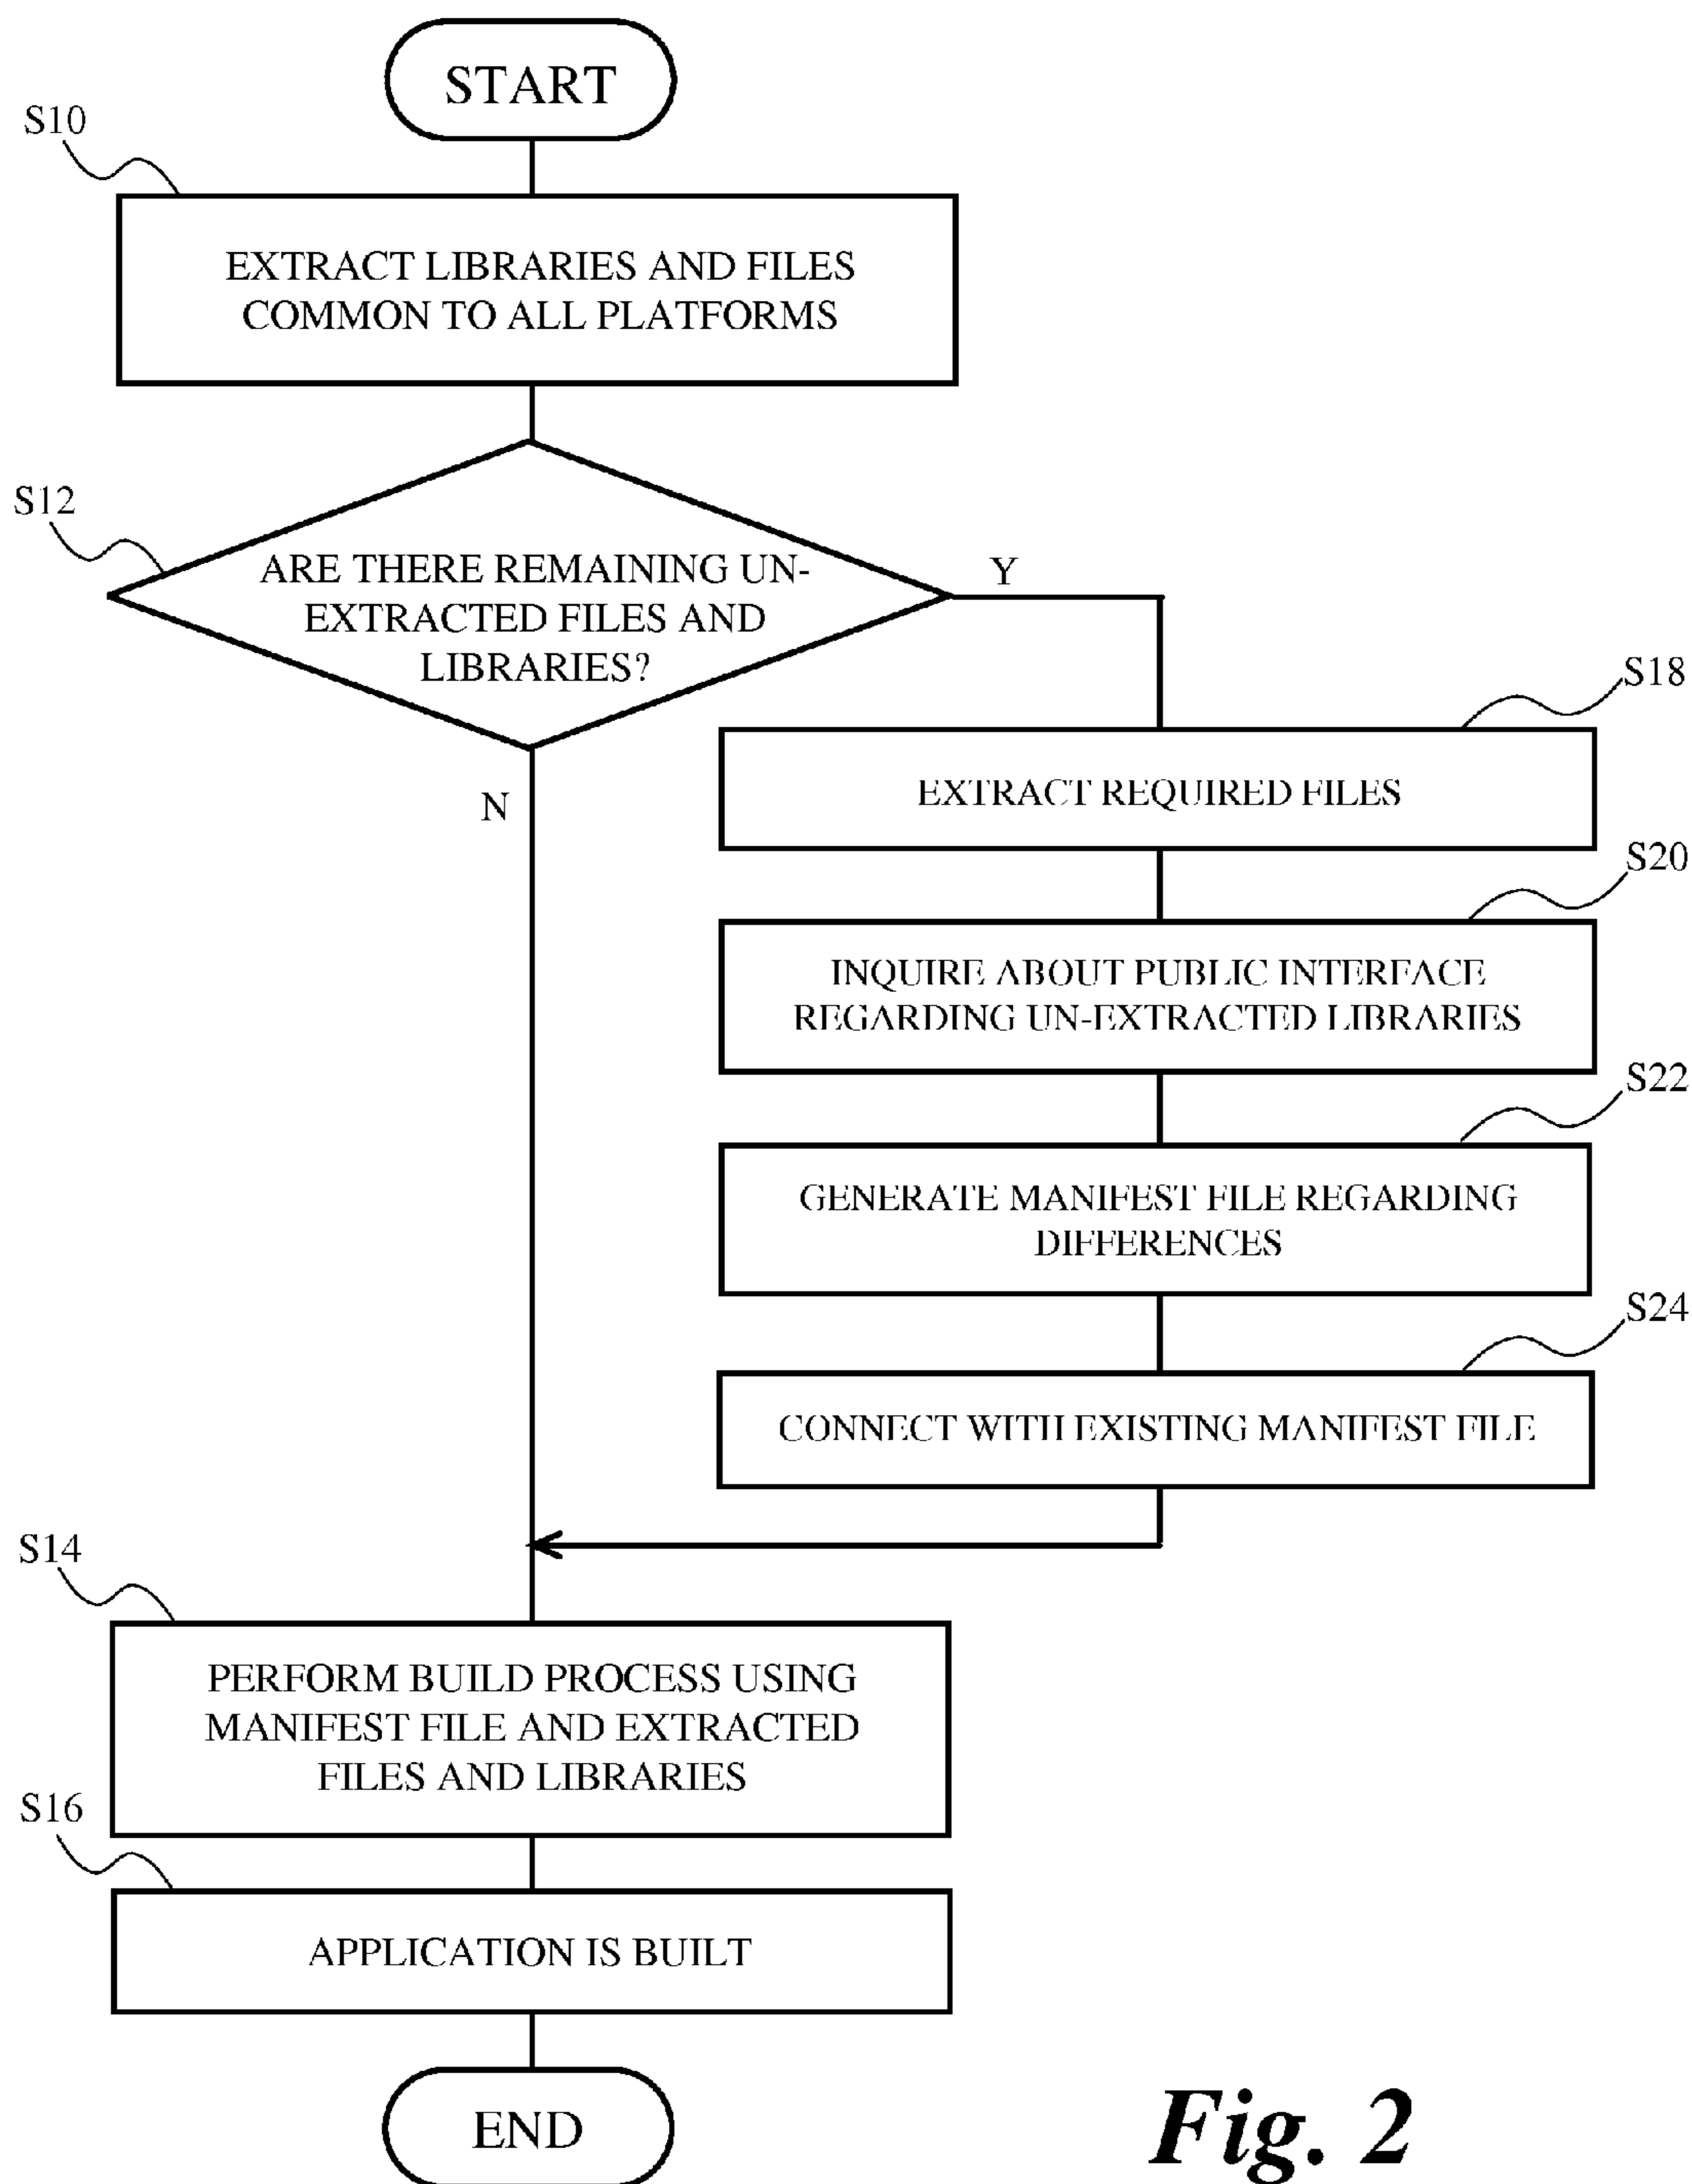 START
S10
EXTRACT LIBRARIES AND FILES
COMMON TO ALL PLATFORMS
S12
ARE THERE REMAINING UN-
EXTRACTED FILES AND
LIBRARIES?
Y
N
S18
EXTRACT REQUIRED FILES
S20
INQUIRE ABOUT PUBLIC INTERFACE
REGARDING UN-EXTRACTED LIBRARIES
S22
GENERATE MANIFEST FILE REGARDING
DIFFERENCES
S24
CONNECT WITH EXISTING MANIFEST FILE
S14
PERFORM BUILD PROCESS USING
MANIFEST FILE AND EXTRACTED
FILES AND LIBRARIES
S16
APPLICATION IS BUILT
END
Fig. 2